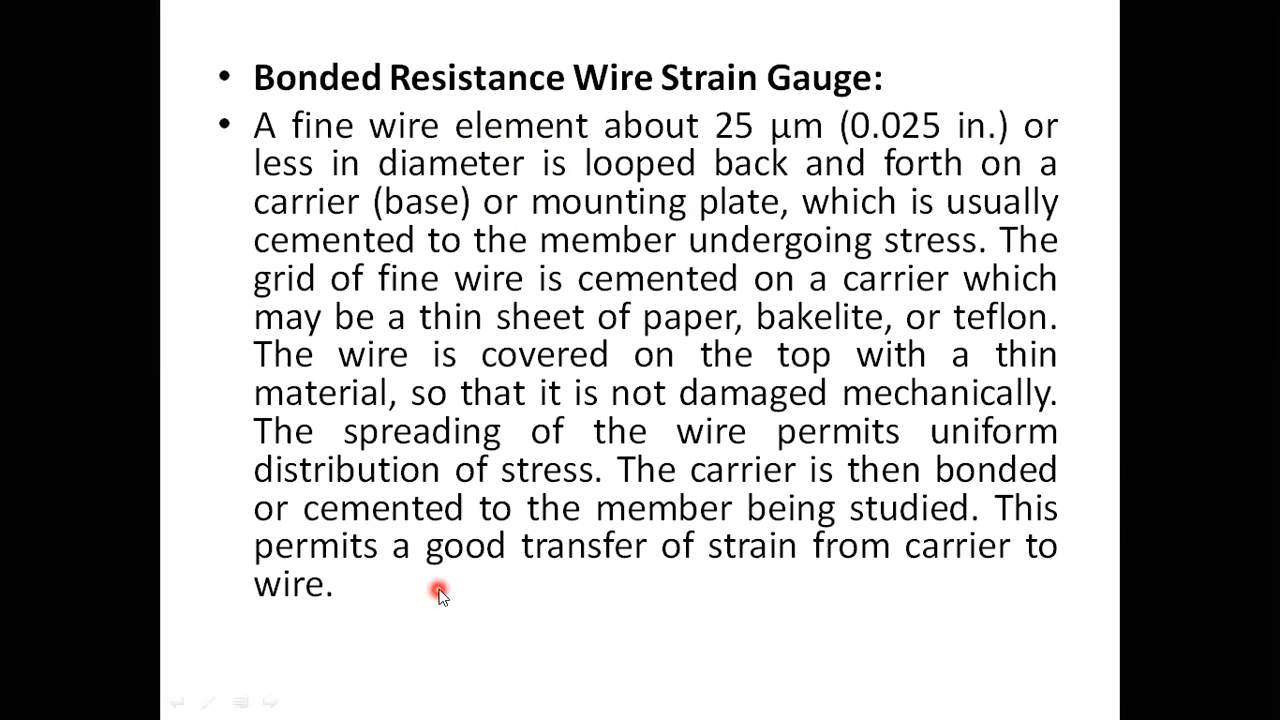 • Bonded Resistance Wire Strain Gauge:
• A fine wire element about 25 μm (0.025 in.) or
less in diameter is looped back and forth on a
carrier (base) or mounting plate, which is usually
cemented to the member undergoing stress. The
grid of fine wire is cemented on a carrier which
may be a thin sheet of paper, bakelite, or teflon.
The wire is covered on the top with a thin
material, so that it is not damaged mechanically.
The spreading of the wire permits uniform
distribution of stress. The carrier is then bonded
or cemented to the member being studied. This
permits a good transfer of strain from carrier to
wire.